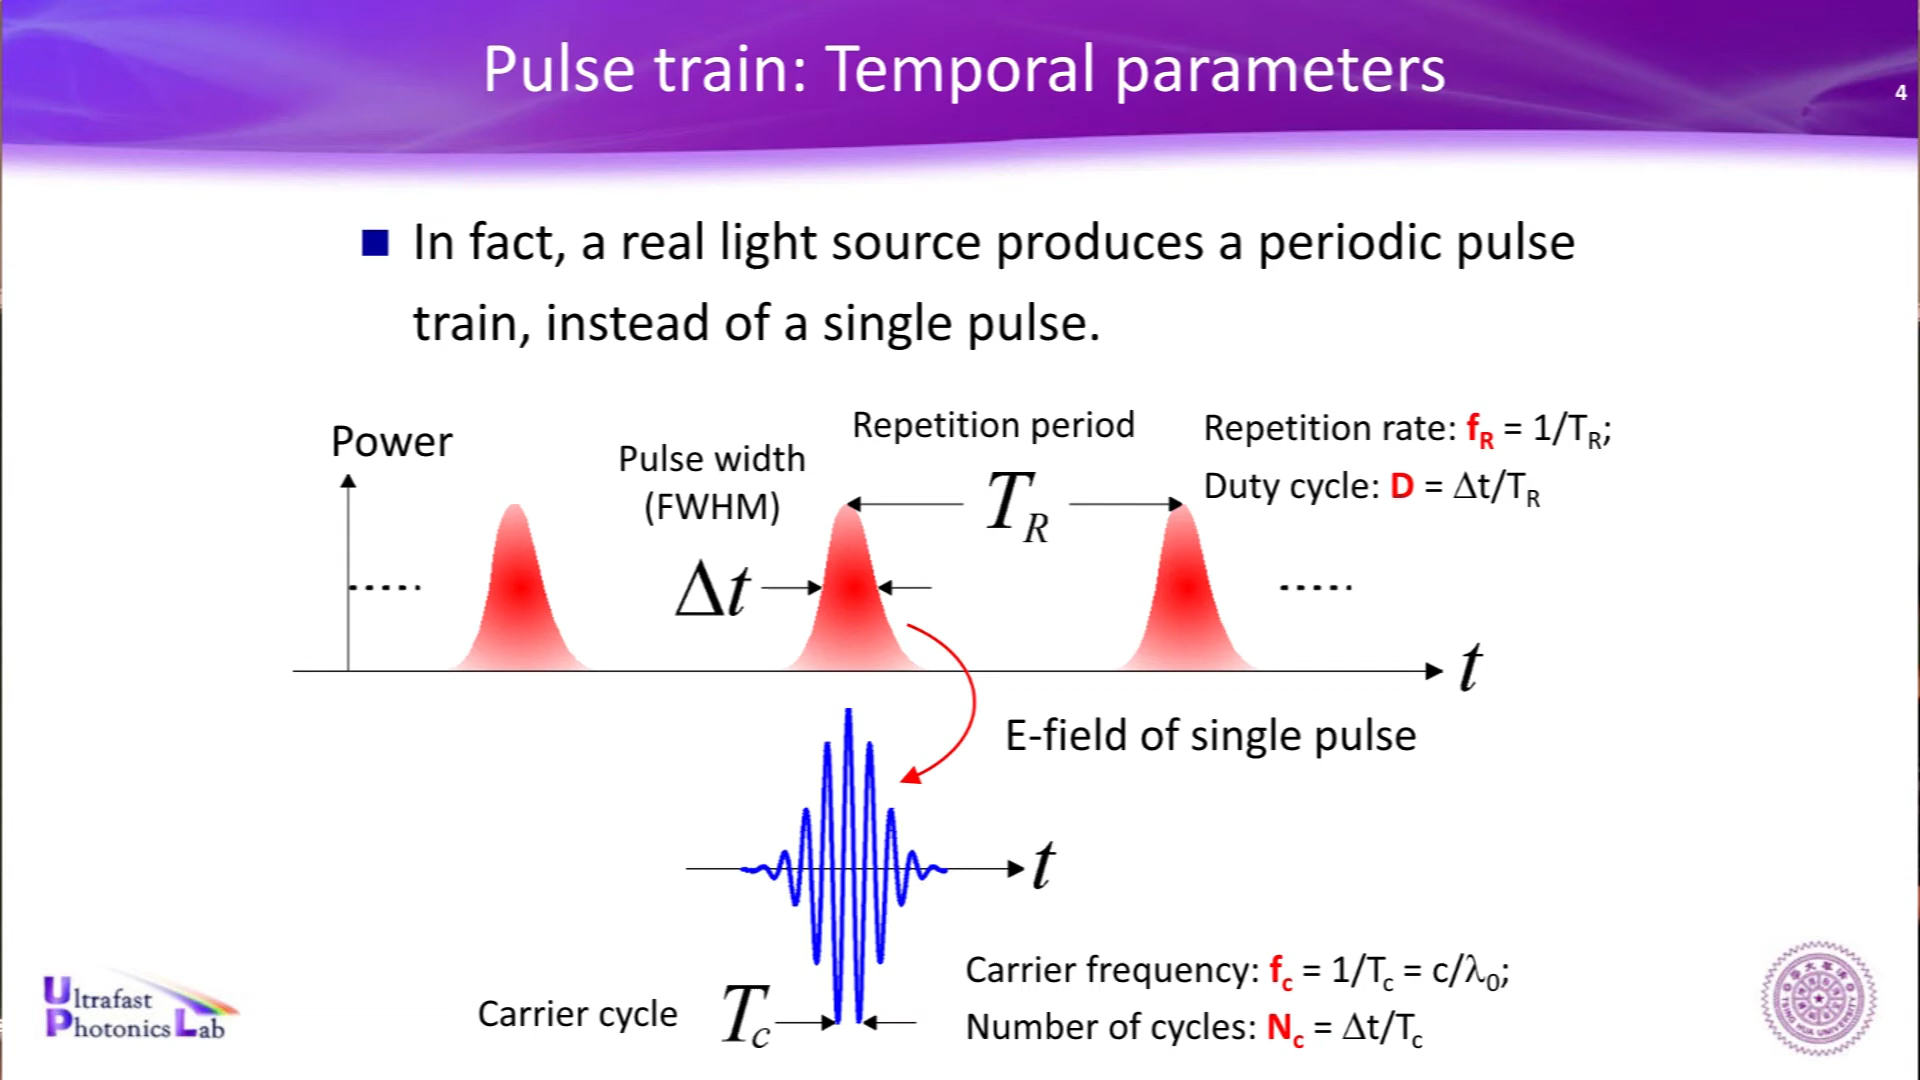 Pulse train: Temporal parameters
4
■ In fact, a real light source produces a periodic pulse
train, instead of a single pulse.
Power
Pulse width
(FWHM)
Δt
Repetition period
T_R
Repetition rate: f_R = 1/T_R;
Duty cycle: D = Δt/T_R
.....
.....
t
E-field of single pulse
t
Carrier cycle
T_c
Carrier frequency: f_c = 1/T_c = c/λ_0;
Number of cycles: N_c = Δt/T_c
Ultrafast
Photonics Lab